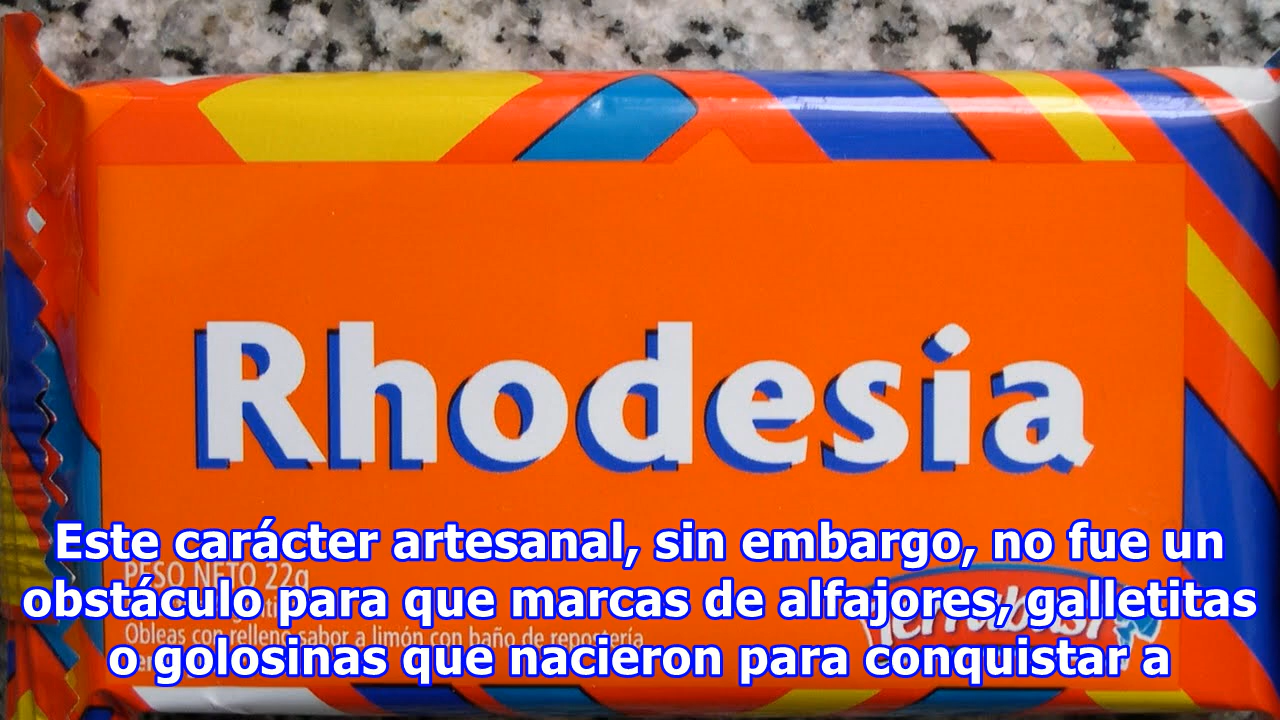 Rhodesia
Este carácter artesanal, sin embargo, no fue un
PESO NETO 22g
obstáculo para que marcas de alfajores, galletitas
Terrabusi
Obleas con relleno sabor a limón con baño de repostería
o golosinas que nacieron para conquistar a